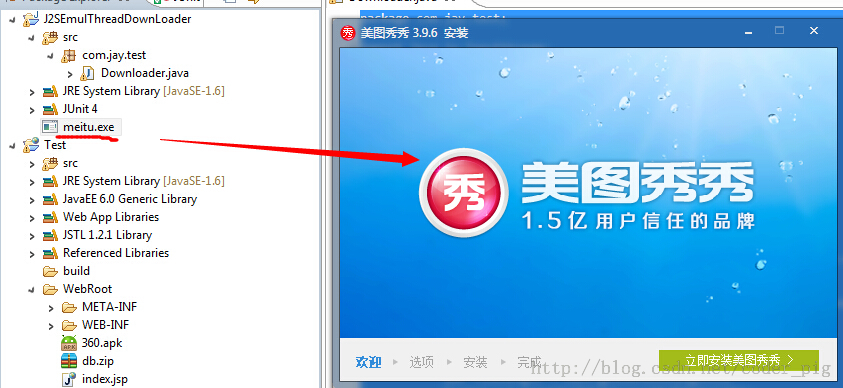 J2SEmulThreadDownLoader
src
com.jay.test
Downloader.java
JRE System Library [JavaSE-1.6]
JUnit 4
meitu.exe
Test
src
JRE System Library [JavaSE-1.6]
JavaEE 6.0 Generic Library
Web App Libraries
JSTL 1.2.1 Library
Referenced Libraries
build
WebRoot
META-INF
WEB-INF
360.apk
db.zip
index.jsp
package com.jay.test;
美图秀秀 3.9.6 安装
秀
美图秀秀
1.5亿用户信任的品牌
欢迎 选项 安装 完成
立即安装美图秀秀
http://blog.csdn.net/coder_pig